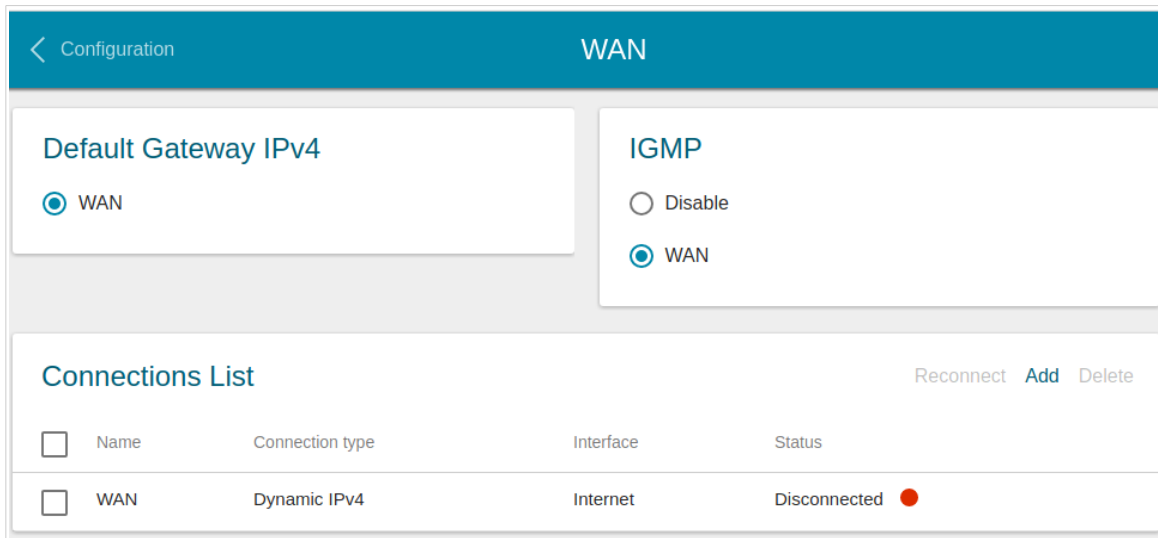 Configuration
WAN
Default Gateway IPv4
WAN
IGMP
Disable
WAN
Connections List
Reconnect Add Delete
Name Connection type Interface Status
WAN Dynamic IPv4 Internet Disconnected